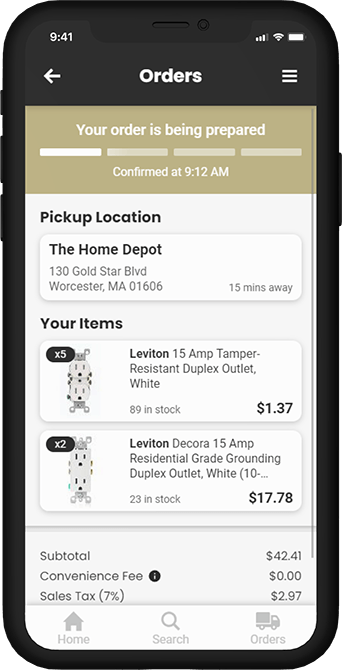 9:41
Orders
Your order is being prepared
Confirmed at 9:12 AM
Pickup Location
The Home Depot
130 Gold Star Blvd
Worcester, MA 01606
15 mins away
Your Items
x5
Leviton 15 Amp Tamper-
Resistant Duplex Outlet,
White
89 in stock
$1.37
x2
Leviton Decora 15 Amp
Residential Grade Grounding
Duplex Outlet, White (10-...
23 in stock
$17.78
Subtotal $42.41
Convenience Fee $0.00
Sales Tax (7%) $2.97
Home Search Orders